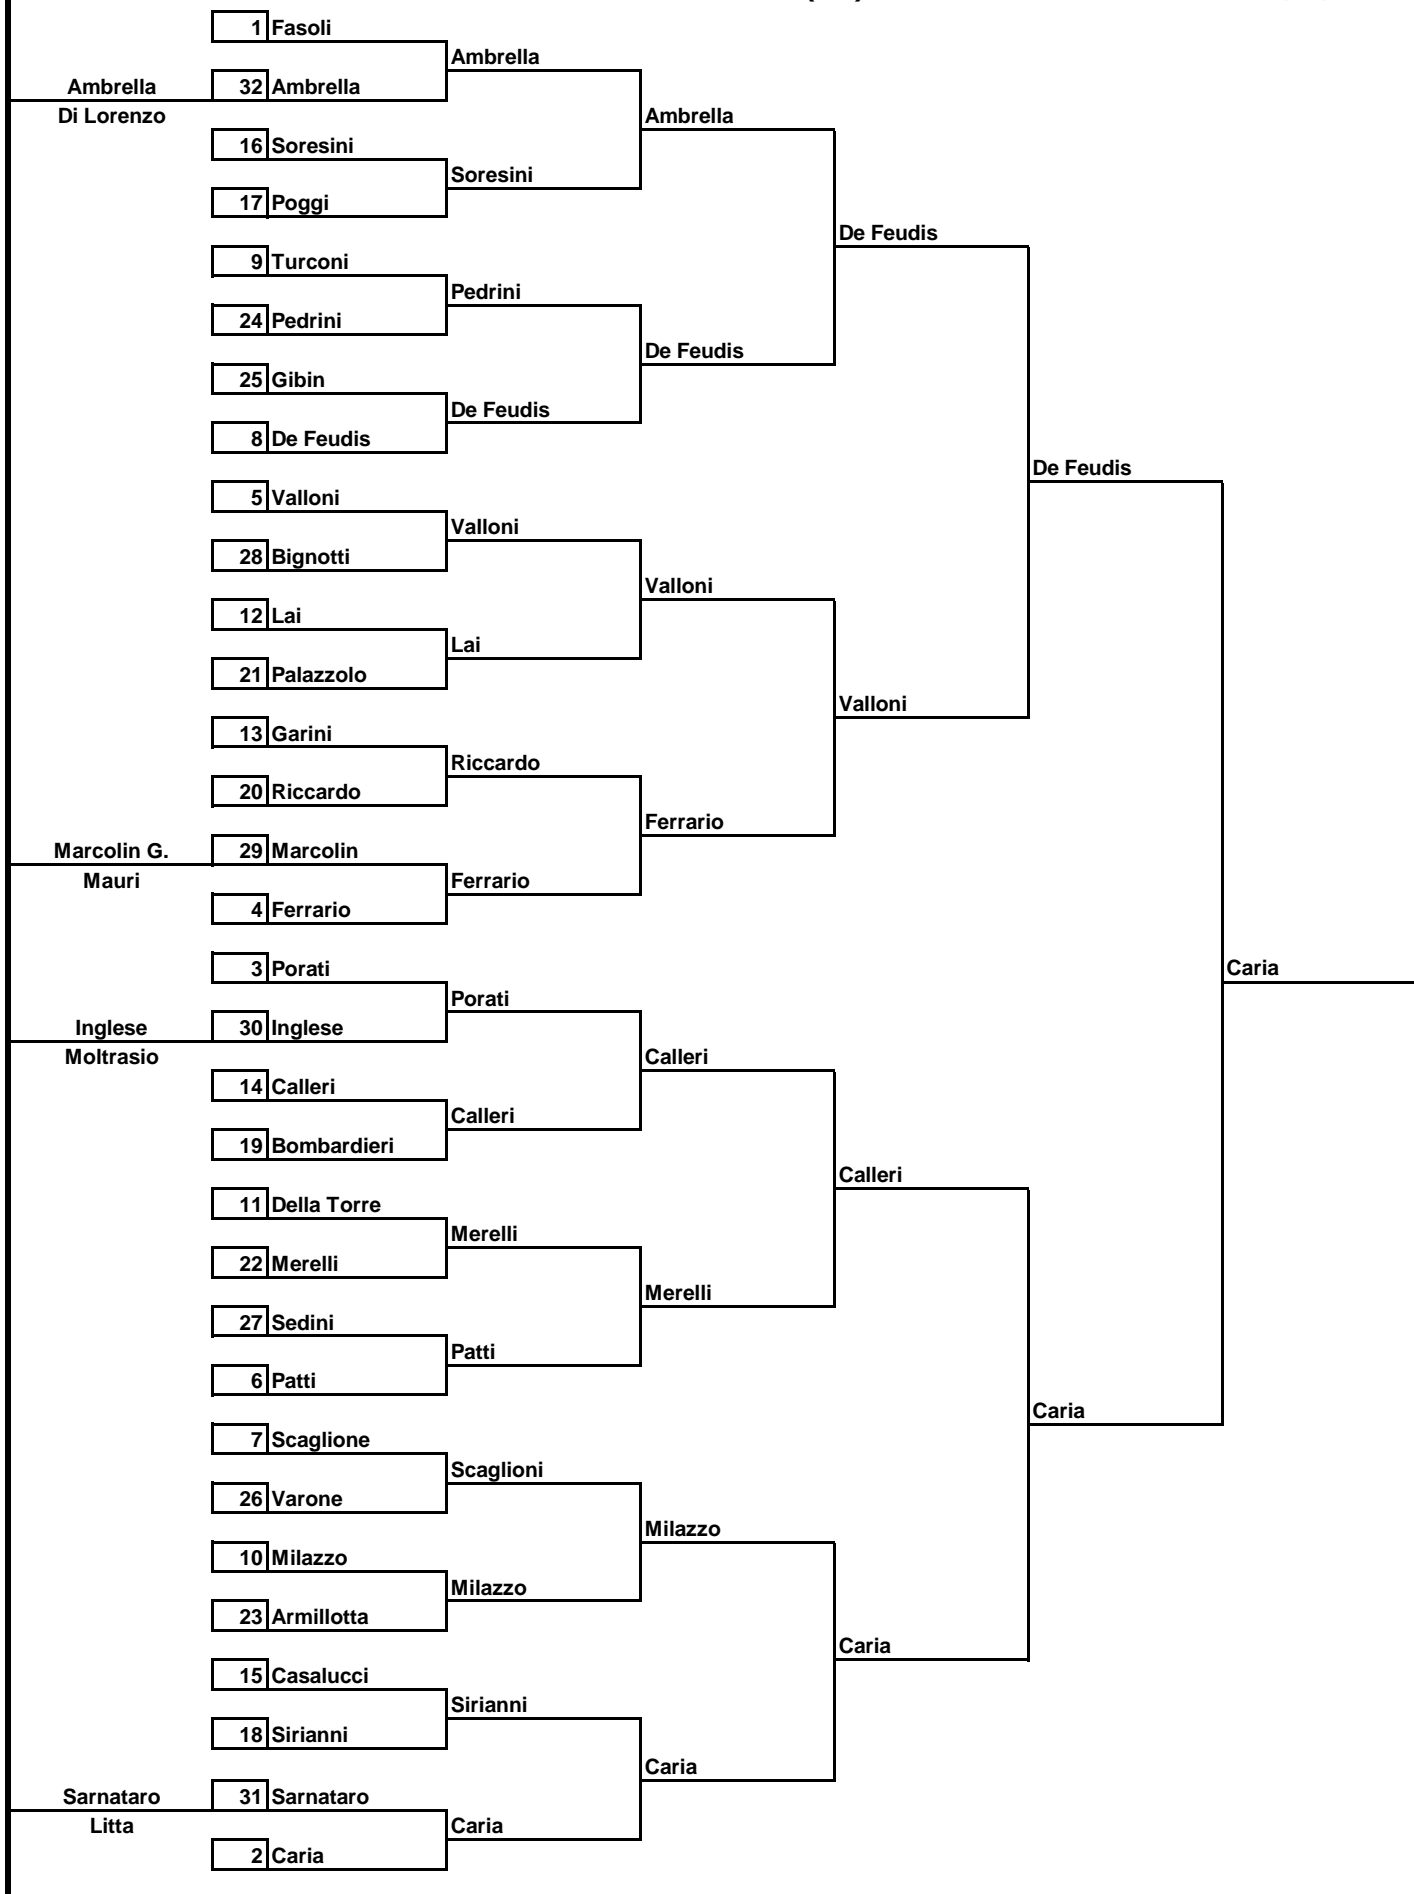 1 Fasoli
Ambrella
Ambrella 32 Ambrella
Di Lorenzo
Ambrella
16 Soresini
Soresini
17 Poggi
De Feudis
9 Turconi
Pedrini
24 Pedrini
De Feudis
25 Gibin
De Feudis
8 De Feudis
De Feudis
5 Valloni
Valloni
28 Bignotti
Valloni
12 Lai
Lai
21 Palazzolo
Valloni
13 Garini
Riccardo
20 Riccardo
Ferrario
Marcolin G. 29 Marcolin
Mauri
Ferrario
4 Ferrario
3 Porati
Caria
Porati
Inglese 30 Inglese
Moltrasio
Calleri
14 Calleri
Calleri
19 Bombardieri
Calleri
11 Della Torre
Merelli
22 Merelli
Merelli
27 Sedini
Patti
6 Patti
Caria
7 Scaglione
Scaglioni
26 Varone
Milazzo
10 Milazzo
Milazzo
23 Armillotta
Caria
15 Casalucci
Sirianni
18 Sirianni
Caria
Sarnataro 31 Sarnataro
Litta
Caria
2 Caria